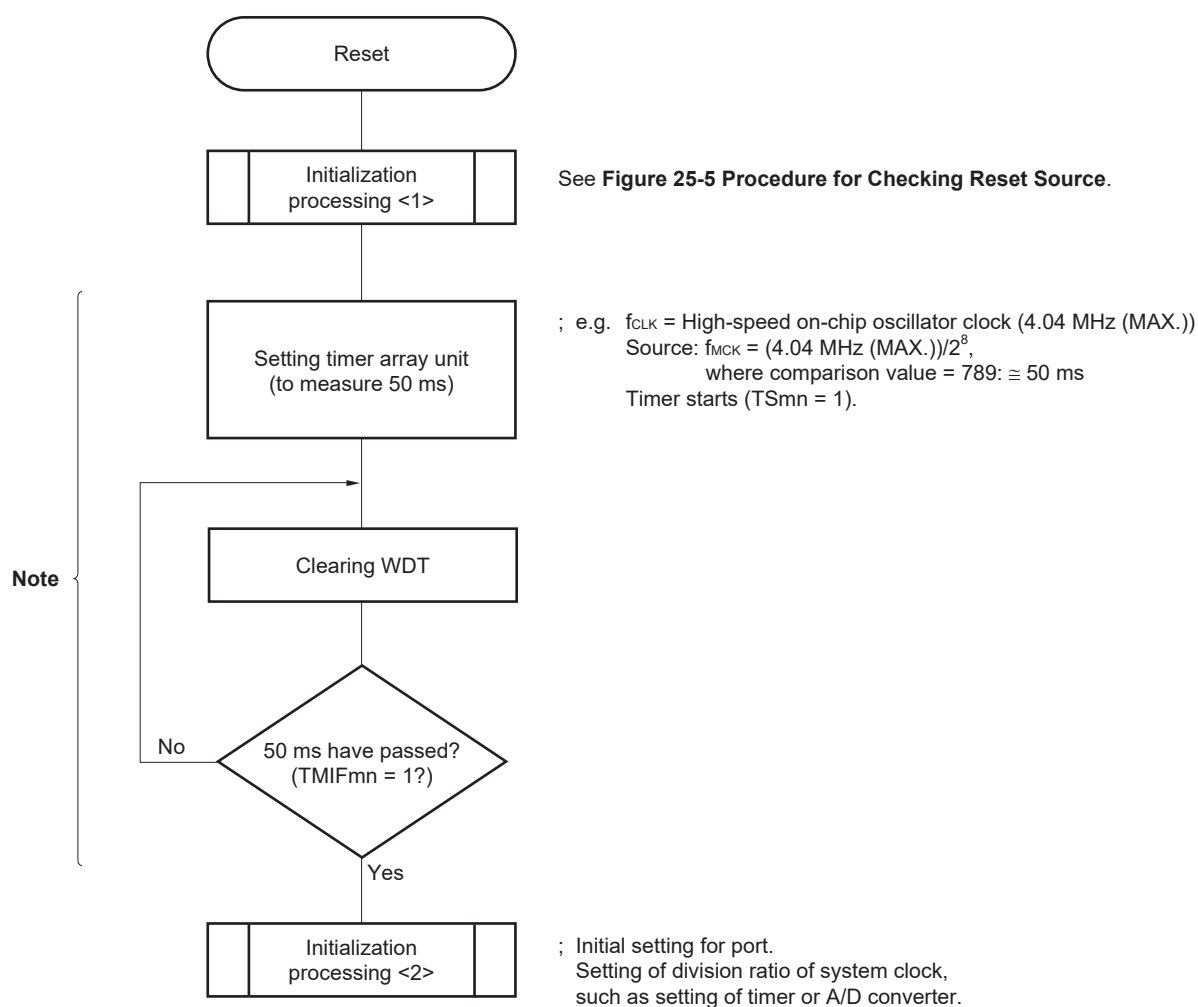 Reset
Initialization
processing <1>
See Figure 25-5 Procedure for Checking Reset Source.
Note
Setting timer array unit
(to measure 50 ms)
; e.g. fCLK = High-speed on-chip oscillator clock (4.04 MHz (MAX.))
Source: fMCK = (4.04 MHz (MAX.))/2⁸,
where comparison value = 789: ≅ 50 ms
Timer starts (TSmn = 1).
Clearing WDT
No
50 ms have passed?
(TMIFmn = 1?)
Yes
Initialization
processing <2>
; Initial setting for port.
Setting of division ratio of system clock,
such as setting of timer or A/D converter.